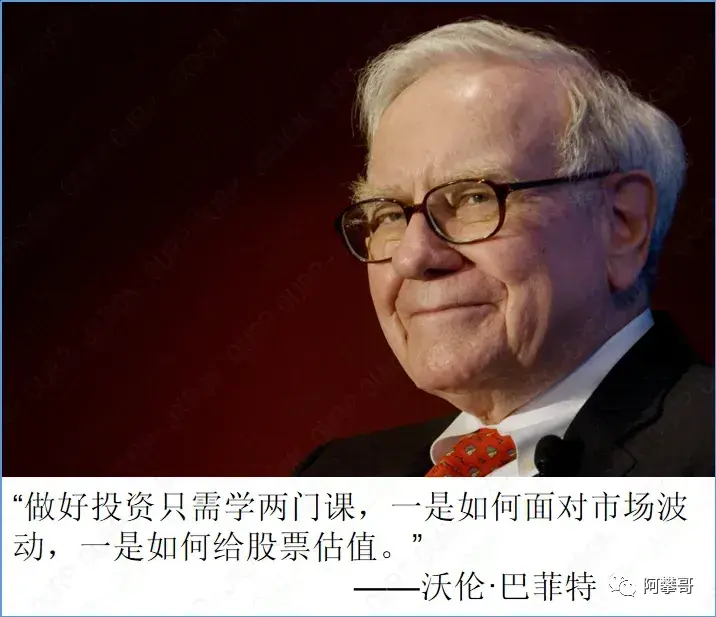 “做好投资只需学两门课，一是如何面对市场波
动，一是如何给股票估值。”
——沃伦·巴菲特
阿攀哥